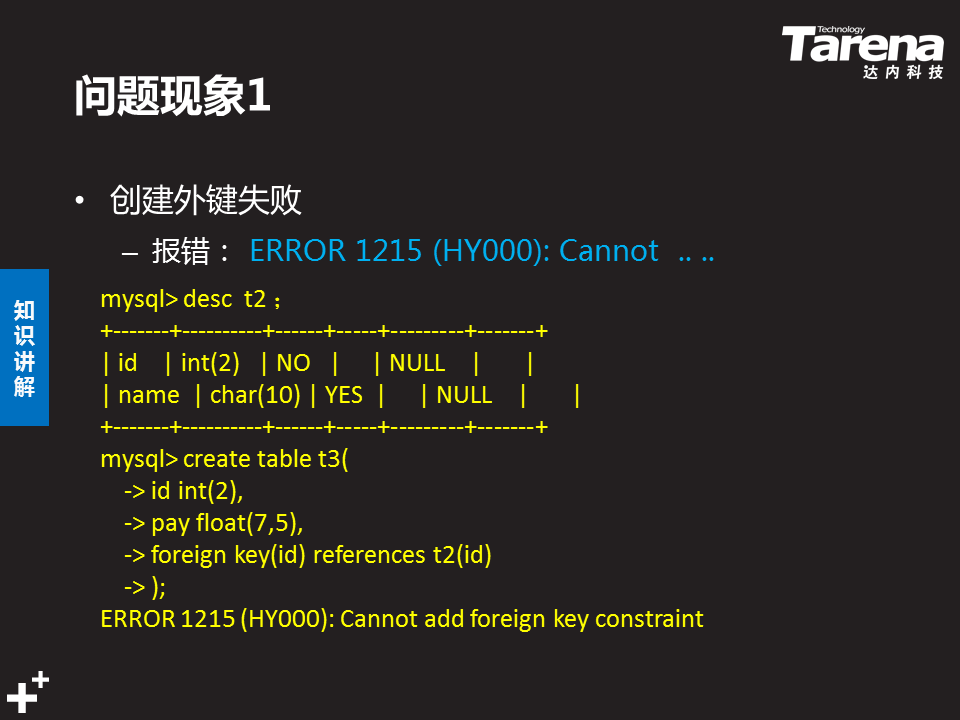 Technology
Tarena
达内科技
问题现象1
• 创建外键失败
– 报错： ERROR 1215 (HY000): Cannot .. ..
知识讲解
mysql> desc t2 ；
+-------+----------+------+-----+---------+-------+
| id | int(2) | NO | | NULL | |
| name | char(10) | YES | | NULL | |
+-------+----------+------+-----+---------+-------+
mysql> create table t3(
-> id int(2),
-> pay float(7,5),
-> foreign key(id) references t2(id)
-> );
ERROR 1215 (HY000): Cannot add foreign key constraint